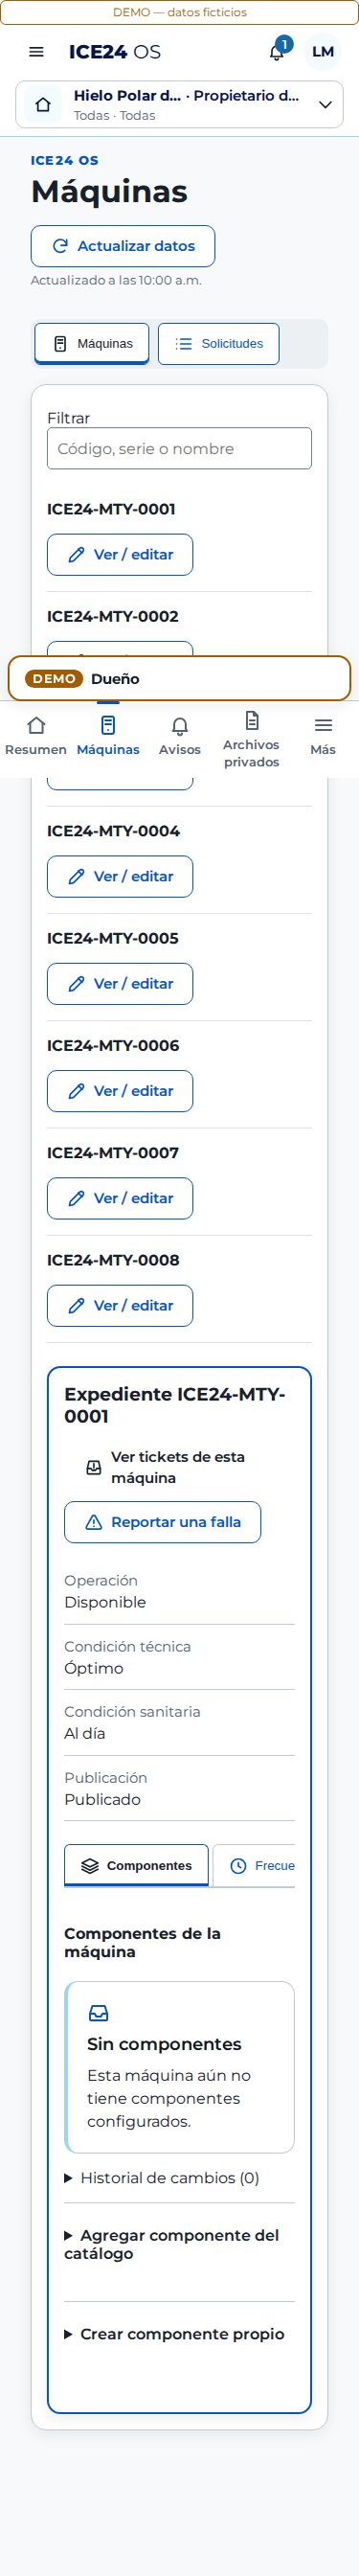 DEMO — datos ficticios
ICE24 OS
1
LM
Hielo Polar d... · Propietario d...
Todas · Todas
ICE24 OS
Máquinas
Actualizar datos
Actualizado a las 10:00 a.m.
Máquinas
Solicitudes
Filtrar
Código, serie o nombre
ICE24-MTY-0001
Ver / editar
ICE24-MTY-0002
DEMO Dueño
Resumen
Máquinas
Avisos
Archivos
privados
Más
ICE24-MTY-0004
Ver / editar
ICE24-MTY-0005
Ver / editar
ICE24-MTY-0006
Ver / editar
ICE24-MTY-0007
Ver / editar
ICE24-MTY-0008
Ver / editar
Expediente ICE24-MTY-
0001
Ver tickets de esta
máquina
Reportar una falla
Operación
Disponible
Condición técnica
Óptimo
Condición sanitaria
Al día
Publicación
Publicado
Componentes
Frecue
Componentes de la
máquina
Sin componentes
Esta máquina aún no
tiene componentes
configurados.
Historial de cambios (0)
Agregar componente del
catálogo
Crear componente propio